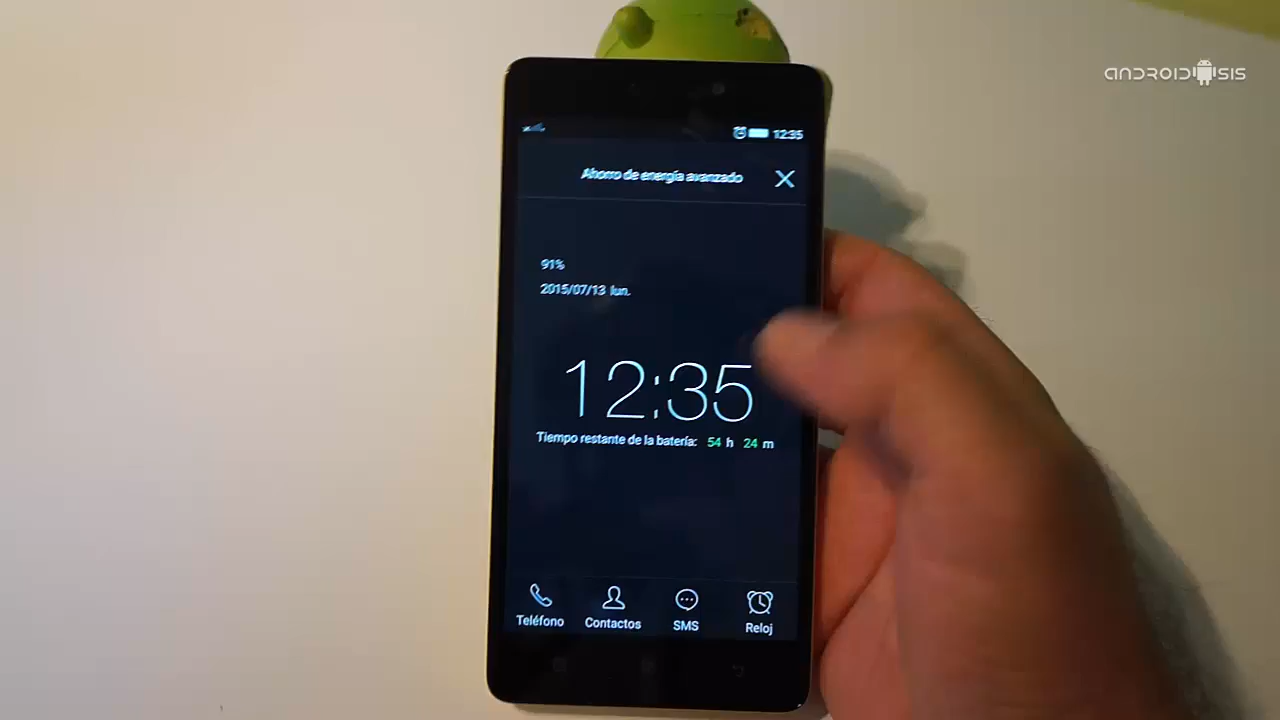 ANDROIDSIS
12:35
Ahorro de energía avanzado
91%
2015/07/13 lun.
12:35
Tiempo restante de la batería: 54 h 24 m
Teléfono Contactos SMS Reloj